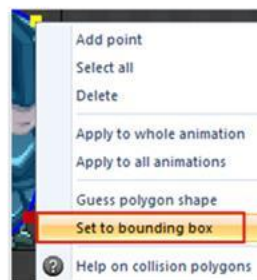 Add point
Select all
Delete
Apply to whole animation
Apply to all animations
Guess polygon shape
Set to bounding box
Help on collision polygons